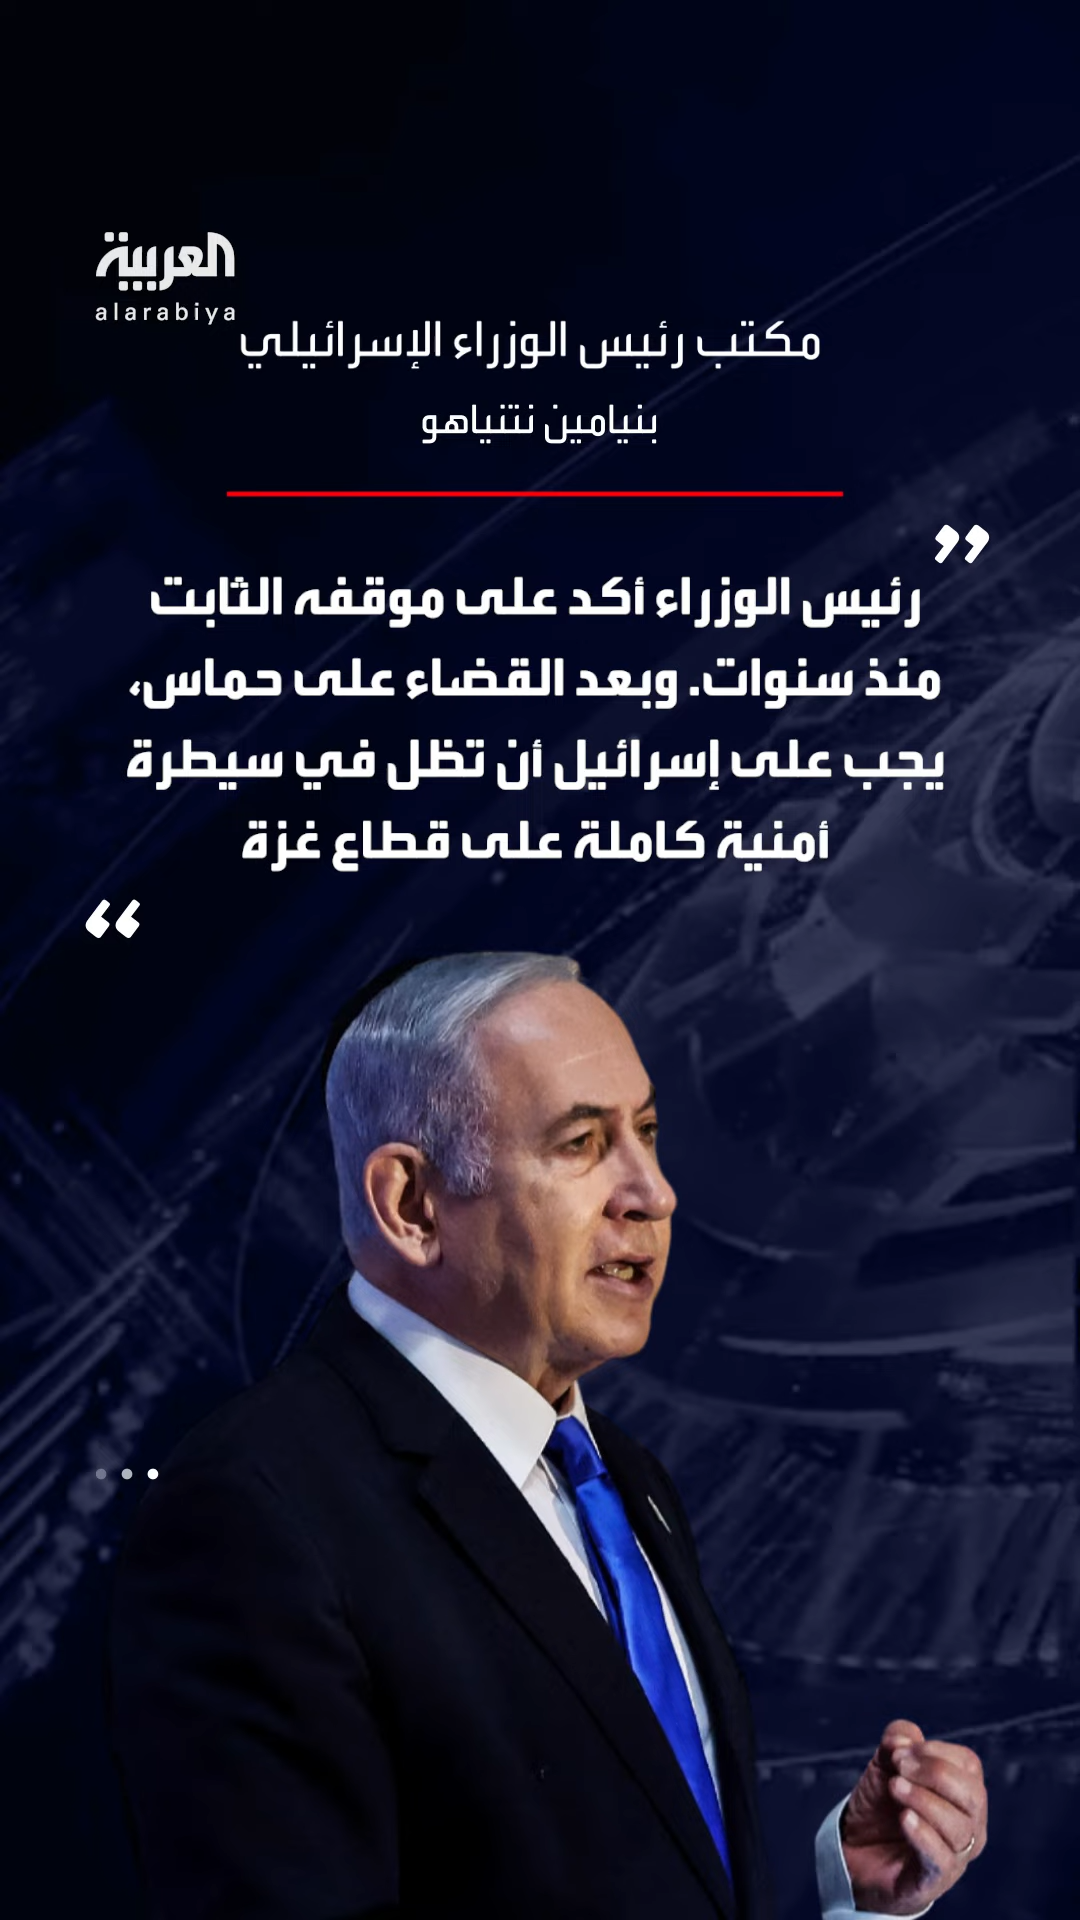 العربية
alarabiya
مكتب رئيس الوزراء الإسرائيلي
بنيامين نتنياهو
”
رئيس الوزراء أكد على موقفه الثابت
منذ سنوات. وبعد القضاء على حماس،
يجب على إسرائيل أن تظل في سيطرة
أمنية كاملة على قطاع غزة
“